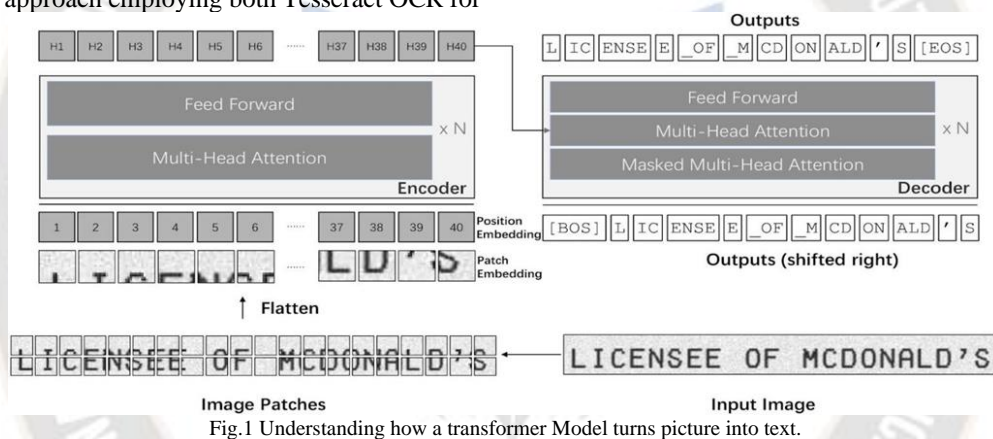 approach employing both Tesseract OCR for
Outputs
H1 H2 H3 H4 H5 H6 ...... H37 H38 H39 H40
L IC ENSE E _OF _M CD ON ALD ' S [EOS]
Feed Forward
Multi-Head Attention
x N
Encoder
Feed Forward
Multi-Head Attention
Masked Multi-Head Attention
x N
Decoder
1 2 3 4 5 6 ...... 37 38 39 40
Position
Embedding
[BOS] L IC ENSE E _OF _M CD ON ALD ' S
...... LD'S
Patch
Embedding
Outputs (shifted right)
Flatten
LICENSEE OF MCDONALD'S
LICENSEE OF MCDONALD'S
Image Patches
Input Image
Fig.1 Understanding how a transformer Model turns picture into text.